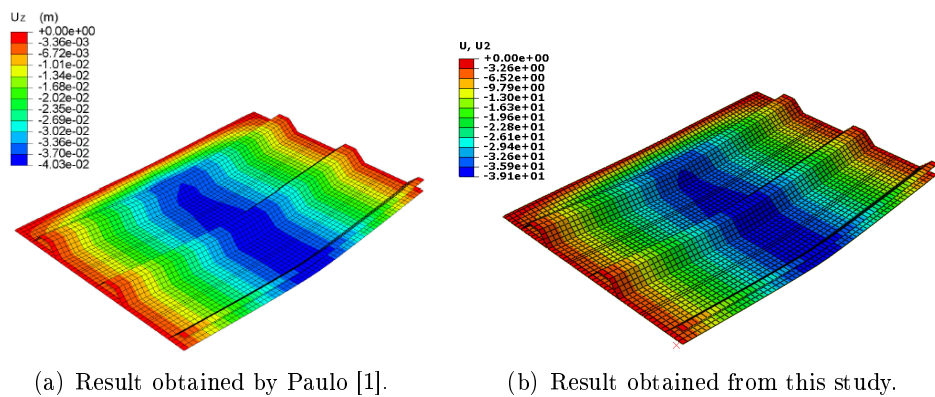 Uz (m)
+0.00e+00
-3.36e-03
-6.72e-03
-1.01e-02
-1.34e-02
-1.68e-02
-2.02e-02
-2.35e-02
-2.69e-02
-3.02e-02
-3.36e-02
-3.70e-02
-4.03e-02
U, U2
+0.00e+00
-3.26e+00
-6.52e+00
-9.79e+00
-1.30e+01
-1.63e+01
-1.96e+01
-2.28e+01
-2.61e+01
-2.94e+01
-3.26e+01
-3.59e+01
-3.91e+01
(a) Result obtained by Paulo [1].
(b) Result obtained from this study.